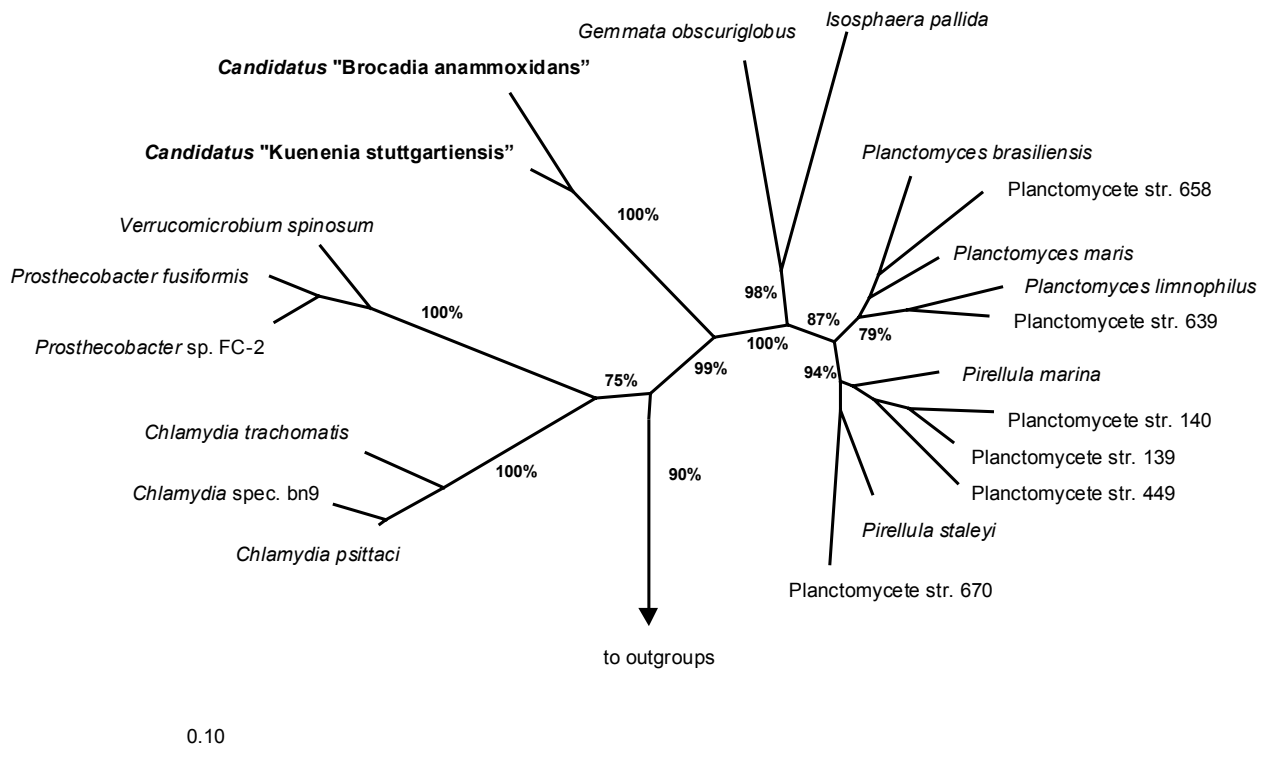 Isosphaera pallida
Gemmata obscuriglobus
Candidatus "Brocadia anammoxidans”
Candidatus "Kuenenia stuttgartiensis”
Planctomyces brasiliensis
Planctomycete str. 658
100%
Verrucomicrobium spinosum
Planctomyces maris
Prosthecobacter fusiformis
Planctomyces limnophilus
98%
100%
87%
Planctomycete str. 639
79%
Prosthecobacter sp. FC-2
100%
99%
94%
Pirellula marina
75%
Planctomycete str. 140
Chlamydia trachomatis
Planctomycete str. 139
100%
90%
Chlamydia spec. bn9
Planctomycete str. 449
Pirellula staleyi
Chlamydia psittaci
Planctomycete str. 670
to outgroups
0.10